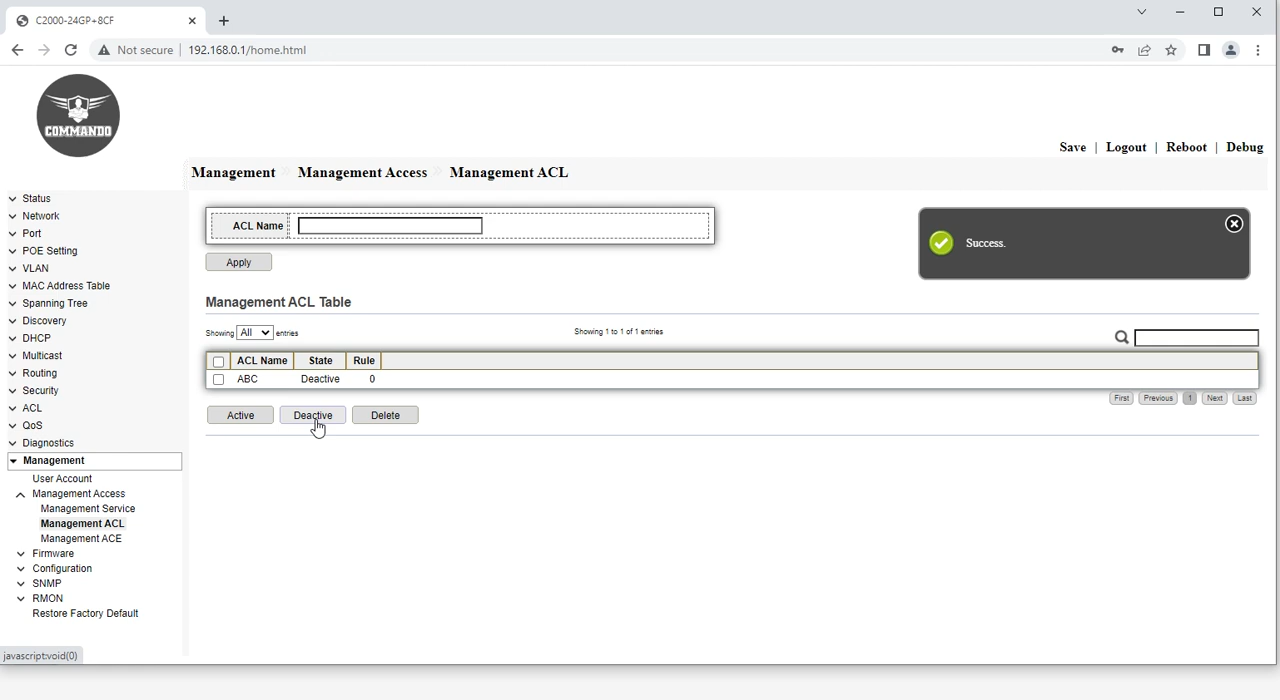 C2000-24GP+8CF
Not secure | 192.168.0.1/home.html
COMMANDO
Save | Logout | Reboot | Debug
Management Management Access Management ACL
Status
Network
Port
POE Setting
VLAN
MAC Address Table
Spanning Tree
Discovery
DHCP
Multicast
Routing
Security
ACL
QoS
Diagnostics
Management
User Account
Management Access
Management Service
Management ACL
Management ACE
Firmware
Configuration
SNMP
RMON
Restore Factory Default
ACL Name
Apply
Success.
Management ACL Table
Showing All entries
Showing 1 to 1 of 1 entries
ACL Name State Rule
ABC Deactive 0
First Previous 1 Next Last
Active Deactive Delete
javascript:void(0)